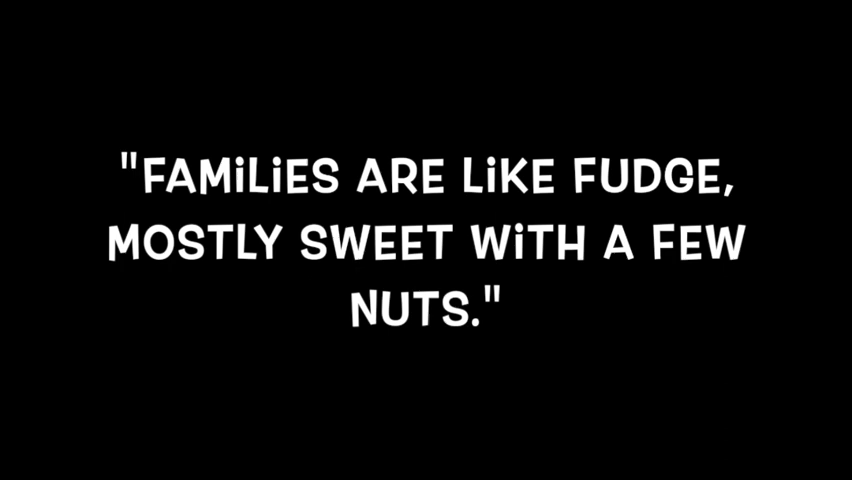 "FAMiLiES ARE LiKE FUDGE,
MOSTLY SWEET WiTH A FEW
NUTS."